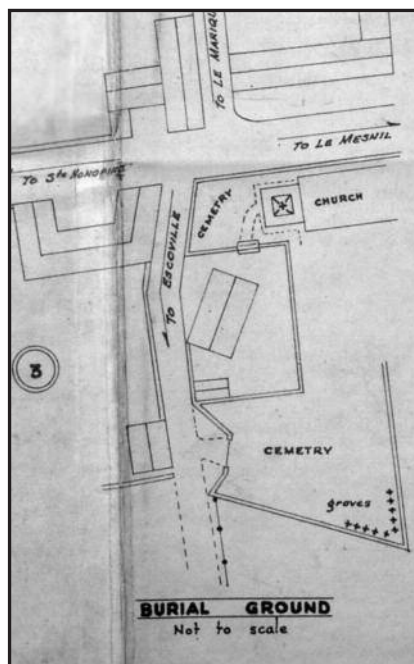 TO LE MARIQU
TO LE MESNIL
TO Ste HONORINE
CEMETRY
CHURCH
TO ESCOVILLE
3
CEMETRY
graves
BURIAL GROUND
Not to scale